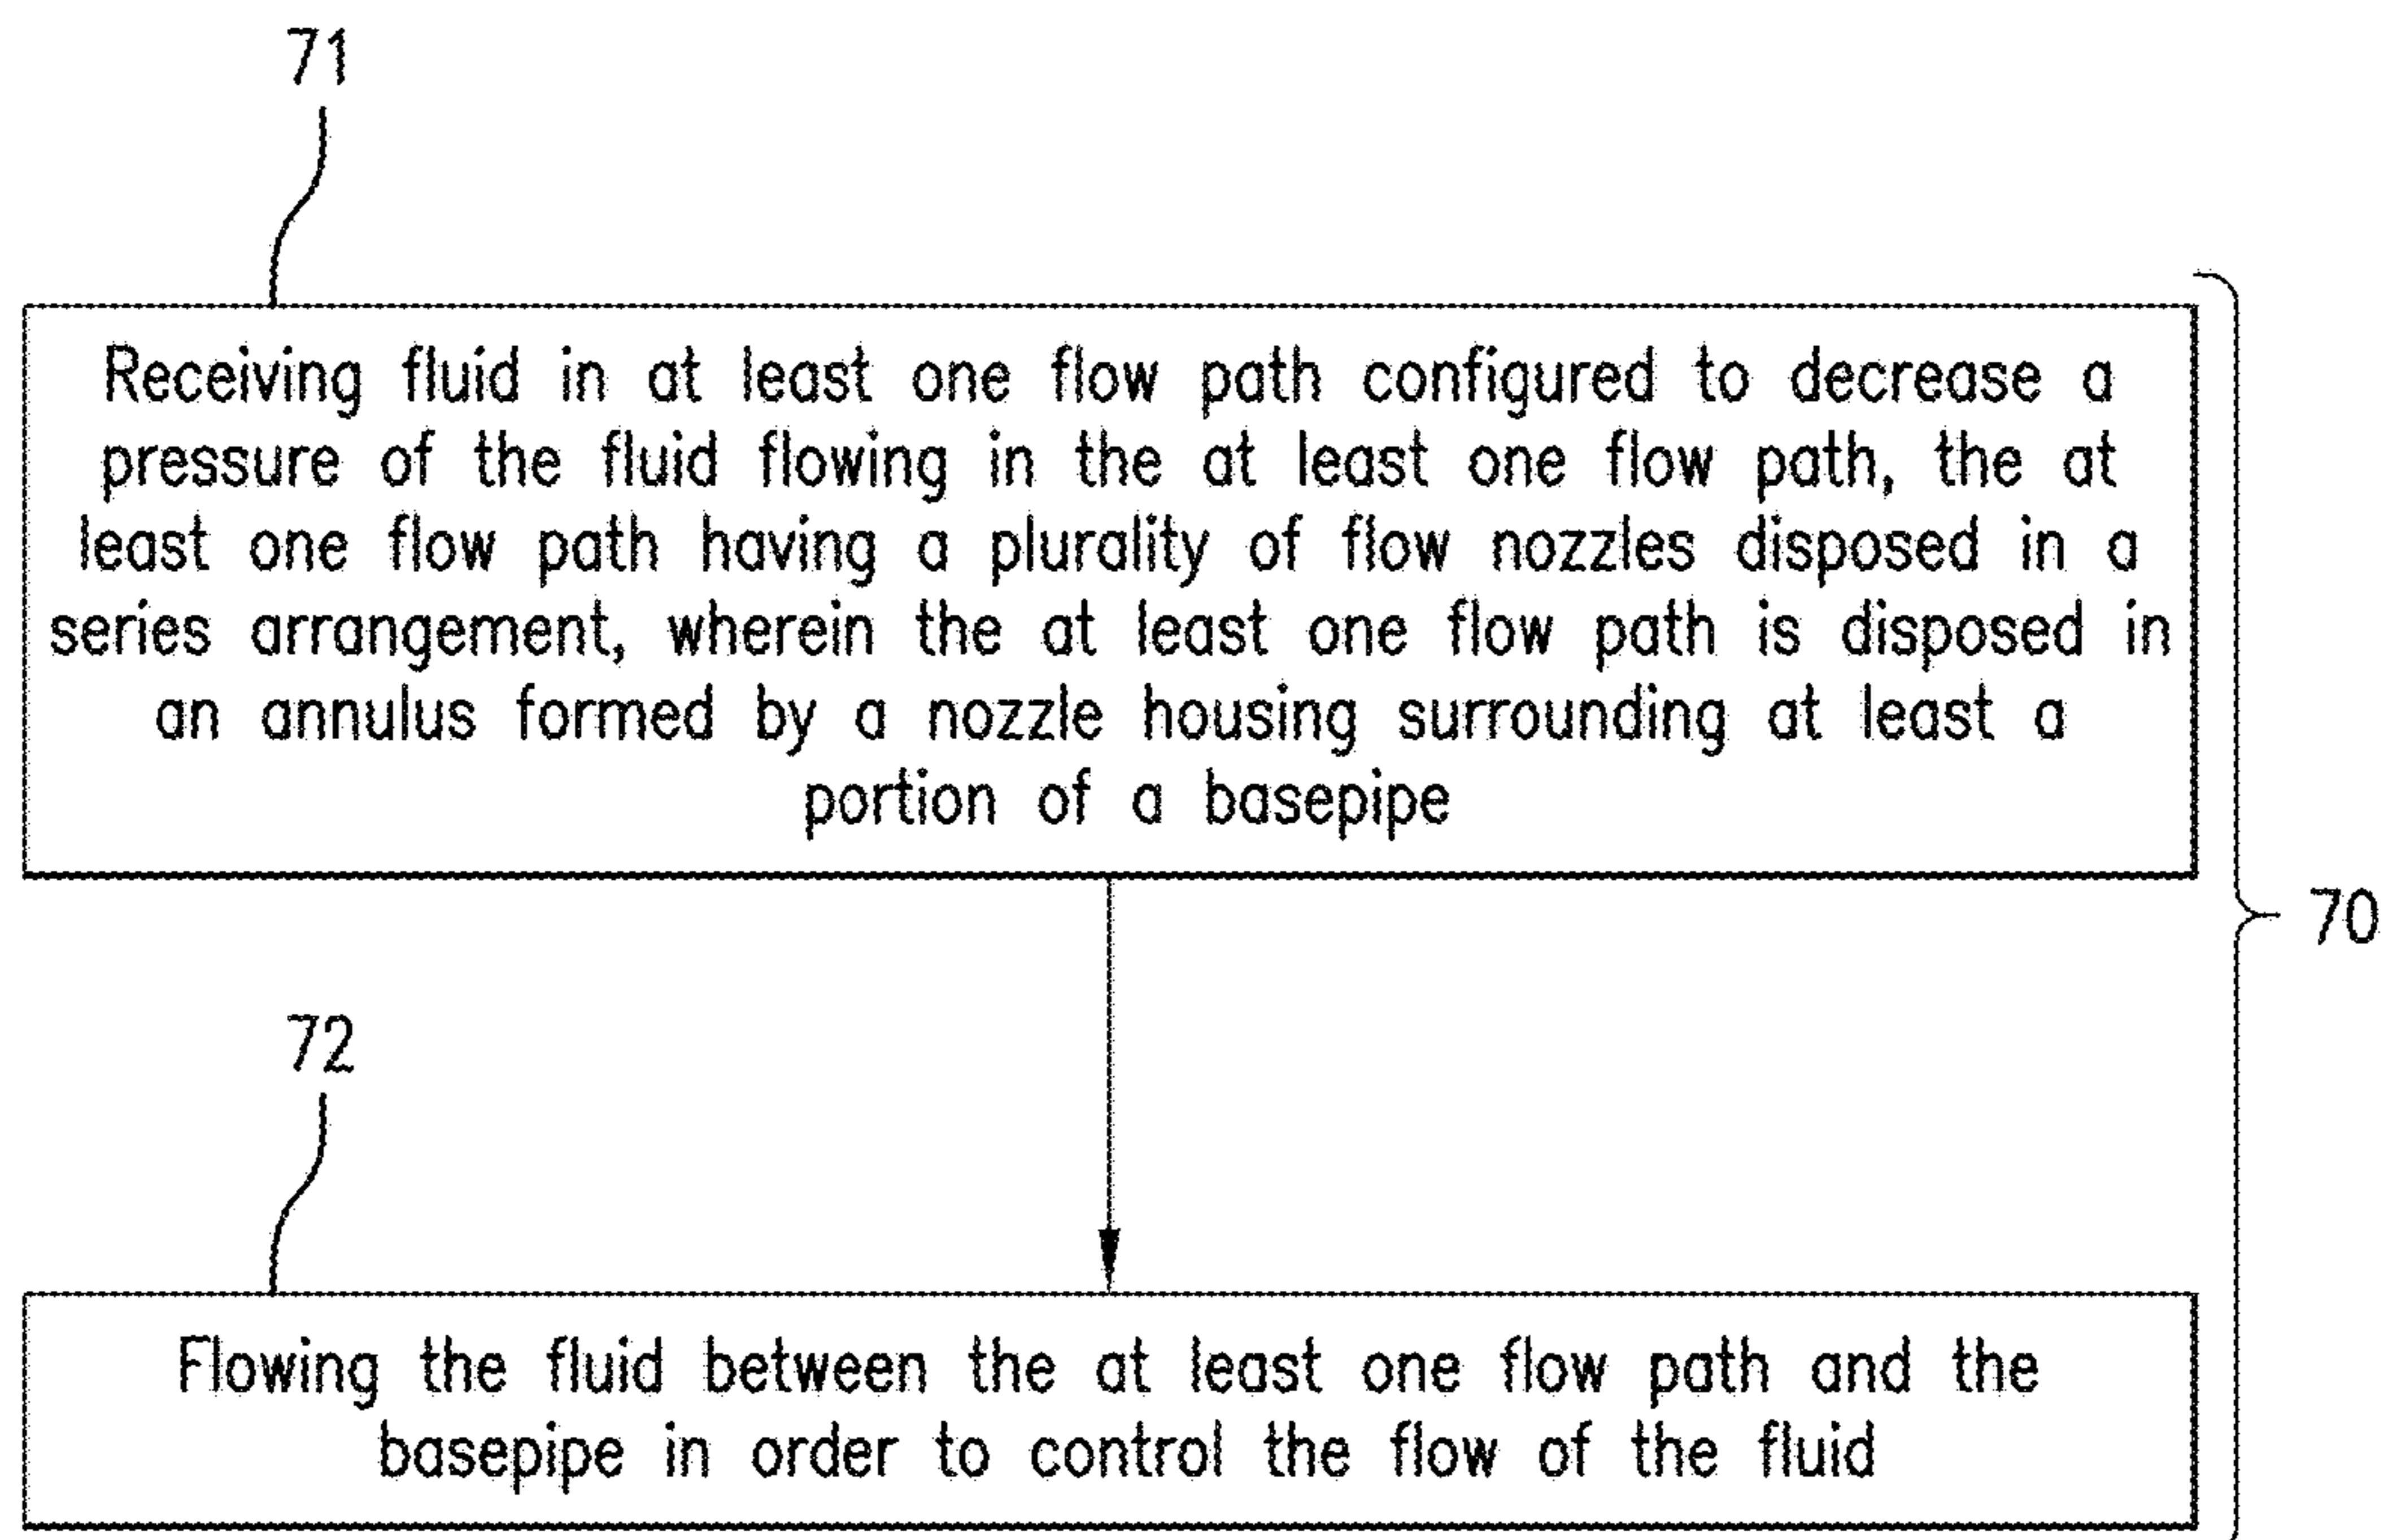 71
Receiving fluid in at least one flow path configured to decrease a
pressure of the fluid flowing in the at least one flow path, the at
least one flow path having a plurality of flow nozzles disposed in a
series arrangement, wherein the at least one flow path is disposed in
an annulus formed by a nozzle housing surrounding at least a
portion of a basepipe
70
72
Flowing the fluid between the at least one flow path and the
basepipe in order to control the flow of the fluid